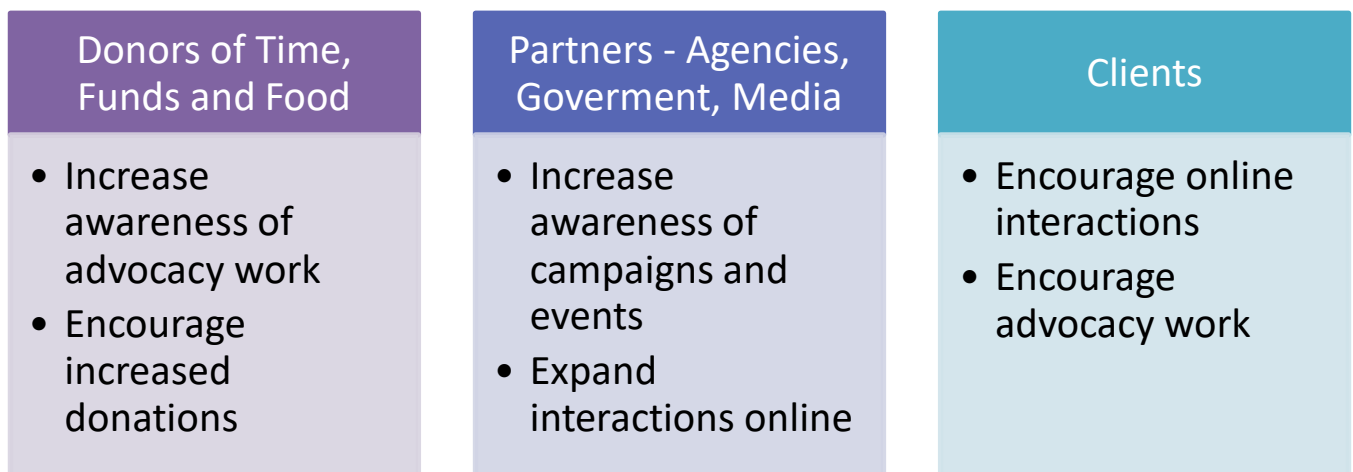 Donors of Time,
Funds and Food
• Increase
awareness of
advocacy work
• Encourage
increased
donations
Partners - Agencies,
Goverment, Media
• Increase
awareness of
campaigns and
events
• Expand
interactions online
Clients
• Encourage online
interactions
• Encourage
advocacy work